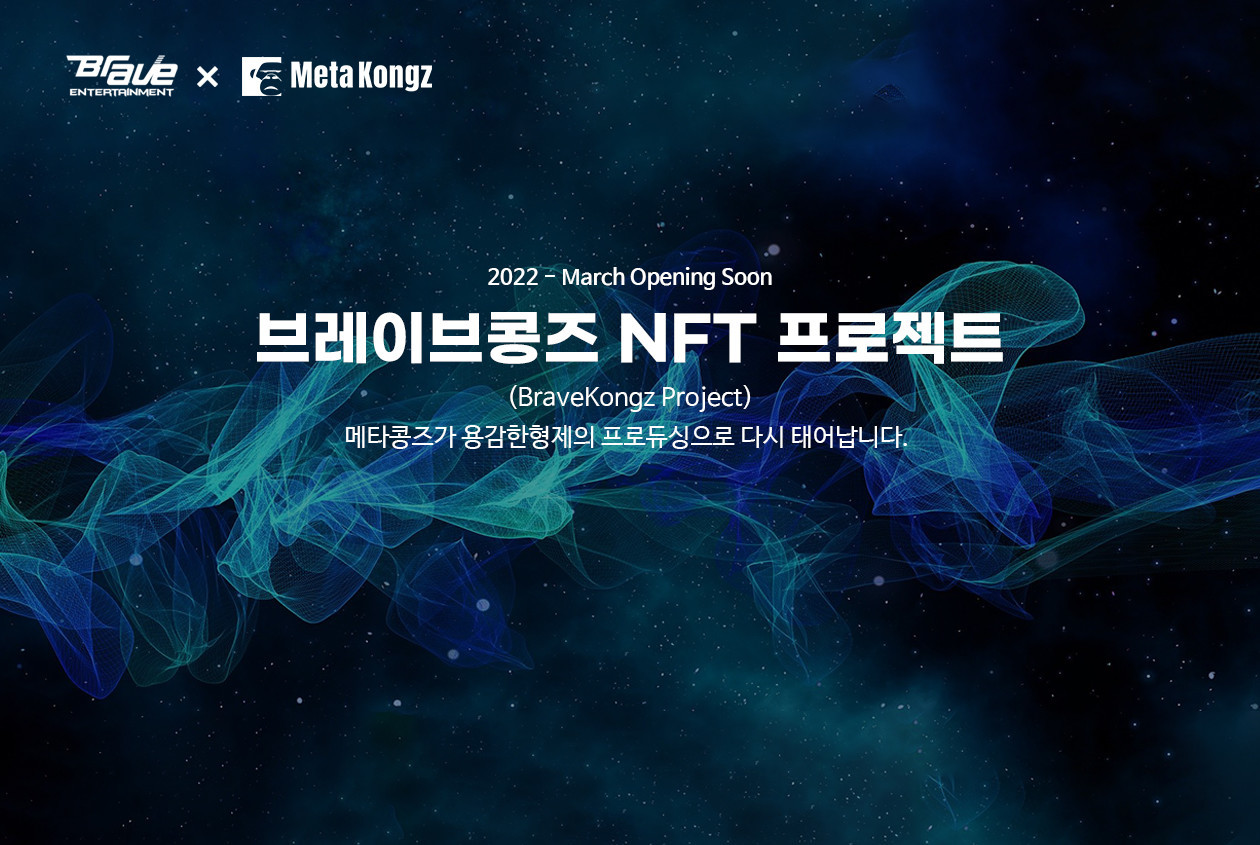 Brave
ENTERTAINMENT
×
Meta Kongz
2022 - March Opening Soon
브레이브콩즈 NFT 프로젝트
(BraveKongz Project)
메타콩즈가 용감한형제의 프로듀싱으로 다시 태어납니다.